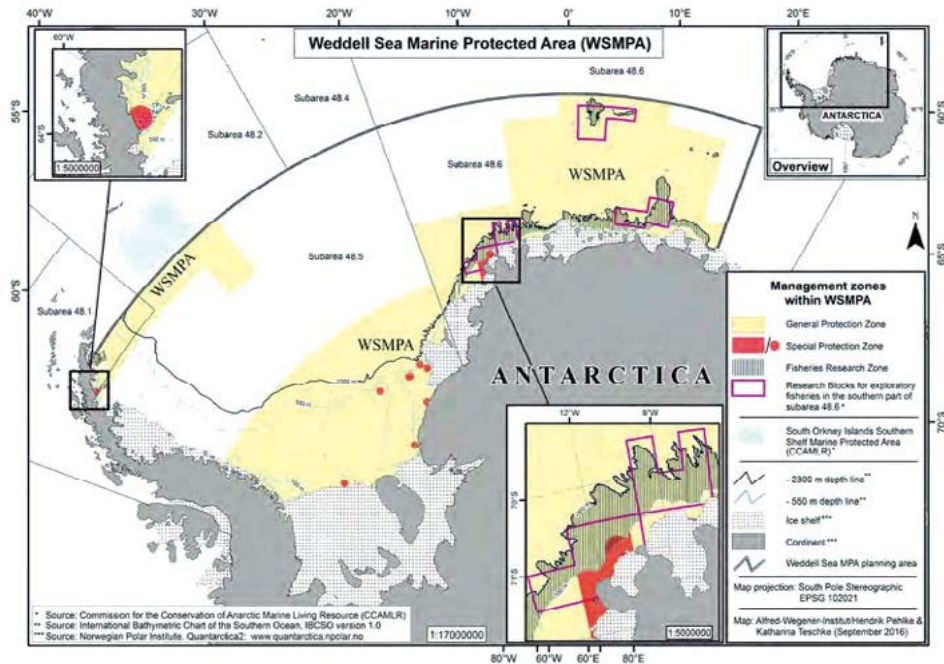 40°W
30°W
20°W
10°W
0°
10°E
20°E
Weddell Sea Marine Protected Area (WSMPA)
60°W
64°S
500 m
1:5000000
Subarea 48.6
Subarea 48.4
Subarea 48.2
Subarea 48.6
Subarea 48.5
Subarea 48.1
55°S
60°S
60°S
65°S
70°S
WSMPA
WSMPA
WSMPA
ANTARCTICA
Overview
N
ANTARCTICA
Management zones
within WSMPA
General Protection Zone
Special Protection Zone
Fisheries Research Zone
Research Blocks for exploratory
fisheries in the southern part of
subarea 48.6 *
South Orkney Islands Southern
Shelf Marine Protected Area
(CCAMLR) *
- 2300 m depth line**
- 550 m depth line**
Ice shelf***
Continent ***
Weddell Sea MPA planning area
Map projection: South Pole Stereographic
EPSG 102021
Map: Alfred-Wegener-Institut/Hendrik Pehlke &
Katharina Teschke (September 2016)
12°W
9°W
70°S
71°S
1:5000000
* Source: Commission for the Conservation of Anarctic Marine Living Resource (CCAMLR)
** Source: International Bathymetric Chart of tha Southern Ocean, IBCSO version 1.0
*** Source: Norwegian Polar Institute. Quantarctica2: www.quantarctica.npolar.no
1:17000000
80°W
60°W
60°E
80°E